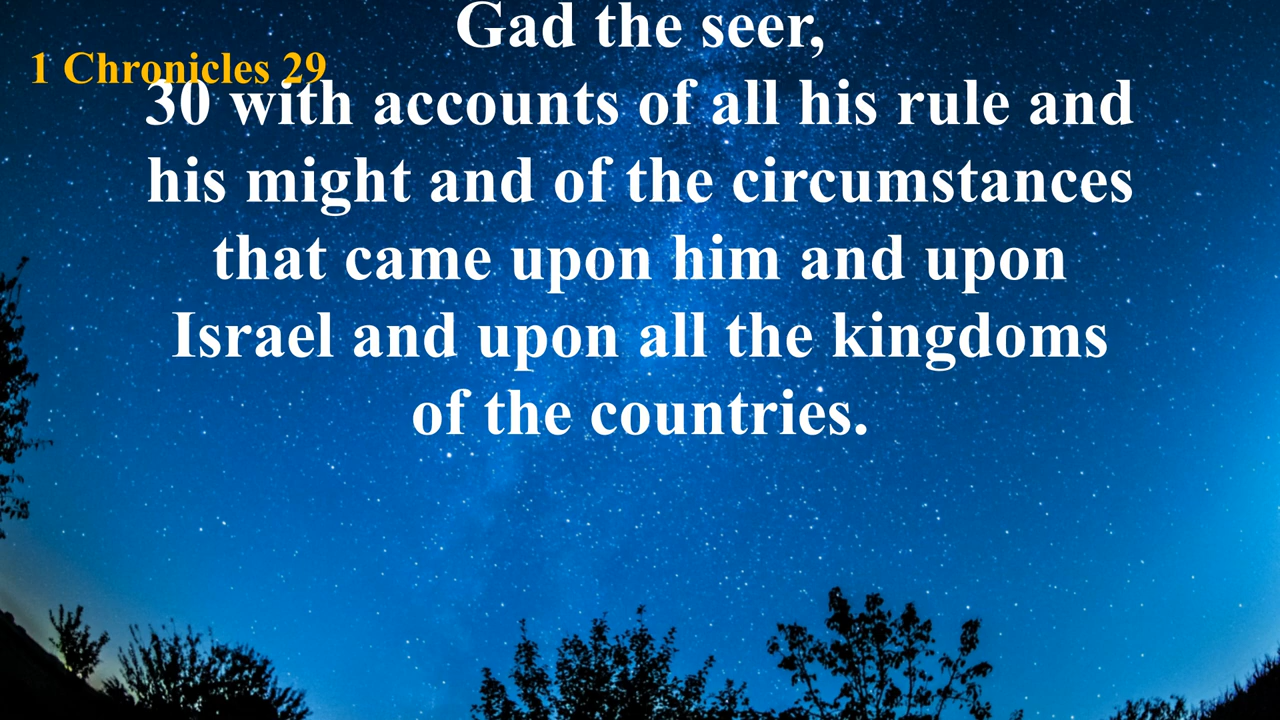 Gad the seer,
1 Chronicles 29
30 with accounts of all his rule and
his might and of the circumstances
that came upon him and upon
Israel and upon all the kingdoms
of the countries.